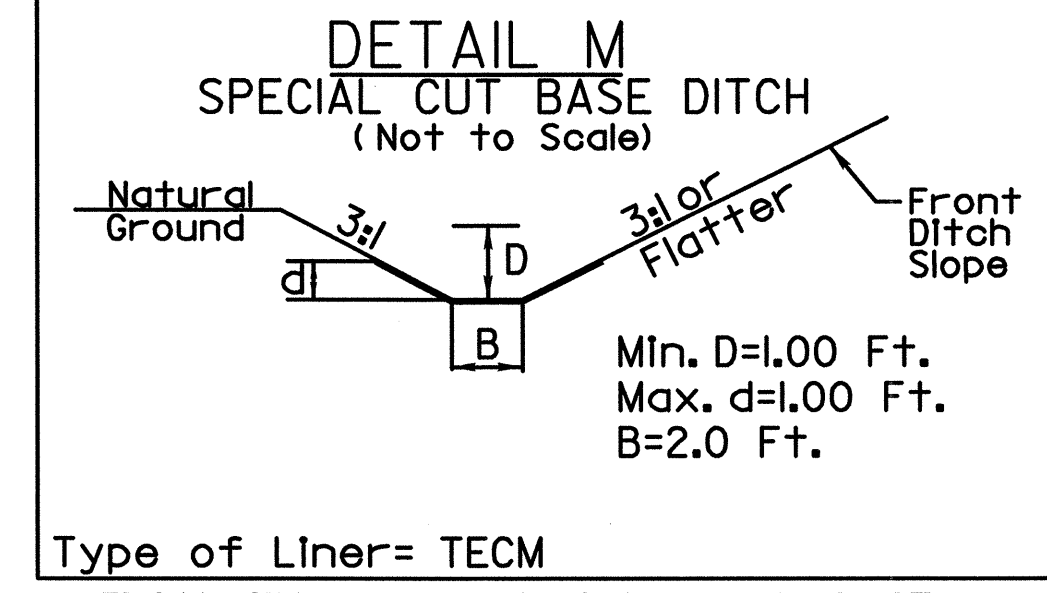 DETAIL M
SPECIAL CUT BASE DITCH
(Not to Scale)
Natural
Ground
3:1
d
D
B
3:1 or
Flatter
Front
Ditch
Slope
Min. D=1.00 Ft.
Max. d=1.00 Ft.
B=2.0 Ft.
Type of Liner= TECM